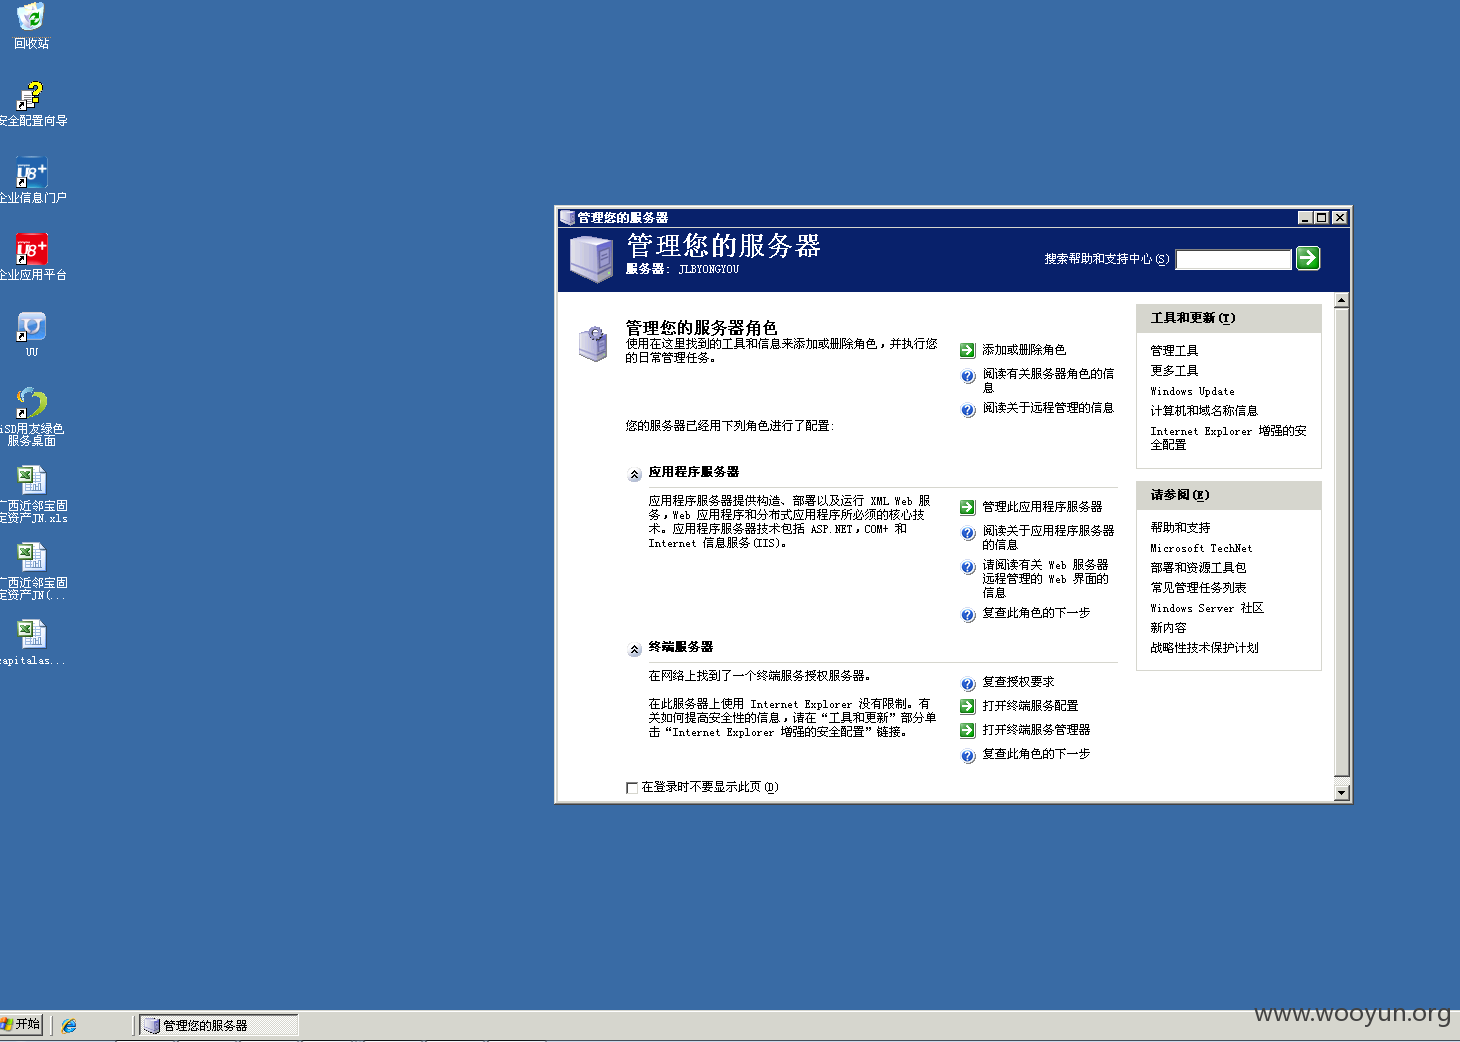 回收站
安全配置向导
U8+
企业信息门户
U8+
企业应用平台
UU
iSD用友绿色
服务桌面
广西近邻宝固
定资产JN.xls
广西近邻宝固
定资产JN(...
capitalas...
管理您的服务器
管理您的服务器
服务器: JLBYONGYOU
搜索帮助和支持中心(S)
管理您的服务器角色
使用在这里找到的工具和信息来添加或删除角色，并执行您
的日常管理任务。
添加或删除角色
阅读有关服务器角色的信
息
阅读关于远程管理的信息
您的服务器已经用下列角色进行了配置:
应用程序服务器
应用程序服务器提供构造、部署以及运行 XML Web 服
务，Web 应用程序和分布式应用程序所必须的核心技
术。应用程序服务器技术包括 ASP.NET，COM+ 和
Internet 信息服务(IIS)。
管理此应用程序服务器
阅读关于应用程序服务器
的信息
请阅读有关 Web 服务器
远程管理的 Web 界面的
信息
复查此角色的下一步
终端服务器
在网络上找到了一个终端服务授权服务器。
在此服务器上使用 Internet Explorer 没有限制。有
关如何提高安全性的信息，请在“工具和更新”部分单
击“Internet Explorer 增强的安全配置”链接。
复查授权要求
打开终端服务配置
打开终端服务管理器
复查此角色的下一步
在登录时不要显示此页(D)
工具和更新(T)
管理工具
更多工具
Windows Update
计算机和域名称信息
Internet Explorer 增强的安
全配置
请参阅(E)
帮助和支持
Microsoft TechNet
部署和资源工具包
常见管理任务列表
Windows Server 社区
新内容
战略性技术保护计划
开始
管理您的服务器
www.wooyun.org